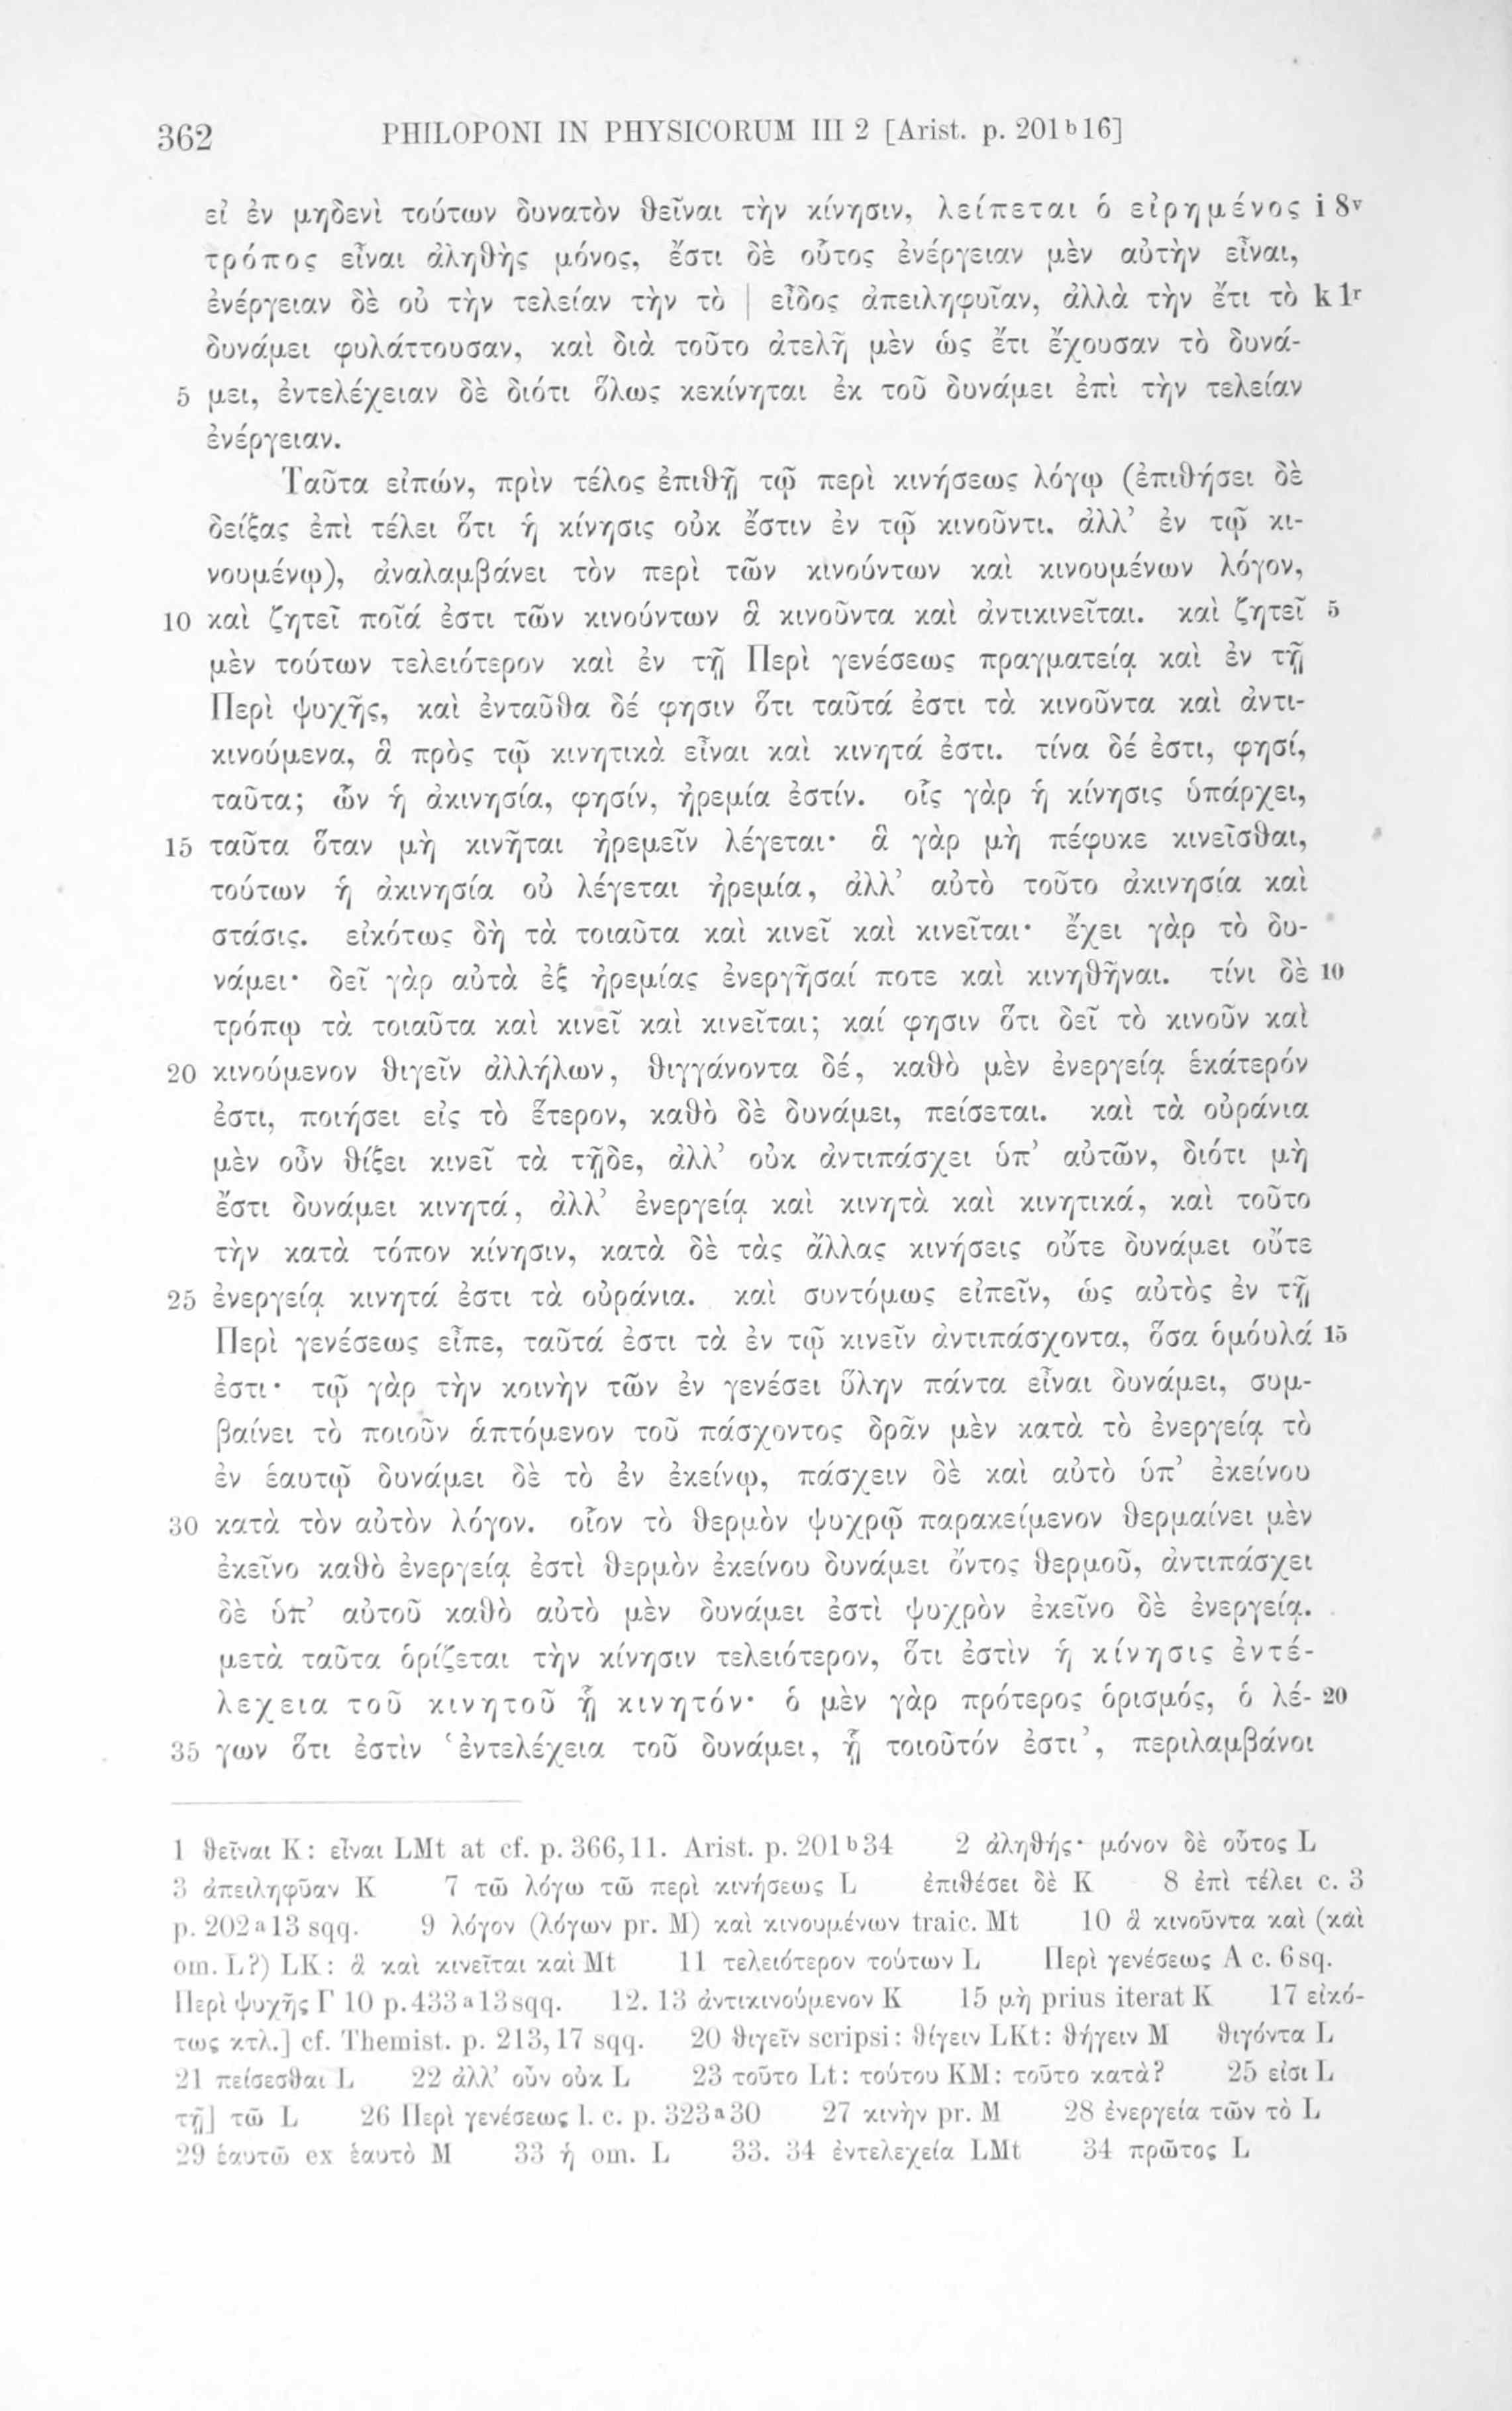 362 PHILOPONI IN PHYSICORUM III 2 [Arist. p. 201b16]
εἰ ἐν μηδενὶ τούτων δυνατὸν θεῖναι τὴν κίνησιν, λείπεται ὁ εἰρημένος i 8v
τρόπος εἶναι ἀληθὴς μόνος, ἔστι δὲ οὗτος ἐνέργειαν μὲν αὐτὴν εἶναι,
ἐνέργειαν δὲ οὐ τὴν τελείαν τὴν τὸ | εἶδος ἀπειληφυῖαν, ἀλλὰ τὴν ἔτι τὸ k 1r
δυνάμει φυλάττουσαν, καὶ διὰ τοῦτο ἀτελῆ μὲν ὡς ἔτι ἔχουσαν τὸ δυνά-
5 μει, ἐντελέχειαν δὲ διότι ὅλως κεκίνηται ἐκ τοῦ δυνάμει ἐπὶ τὴν τελείαν
ἐνέργειαν.
Ταῦτα εἰπών, πρὶν τέλος ἐπιθῇ τῷ περὶ κινήσεως λόγῳ (ἐπιθήσει δὲ
δείξας ἐπὶ τέλει ὅτι ἡ κίνησις οὐκ ἔστιν ἐν τῷ κινοῦντι, ἀλλ’ ἐν τῷ κι-
νουμένῳ), ἀναλαμβάνει τὸν περὶ τῶν κινούντων καὶ κινουμένων λόγον,
10 καὶ ζητεῖ ποῖά ἐστι τῶν κινούντων ἃ κινοῦντα καὶ ἀντικινεῖται. καὶ ζητεῖ 5
μὲν τούτων τελειότερον καὶ ἐν τῇ Περὶ γενέσεως πραγματείᾳ καὶ ἐν τῇ
Περὶ ψυχῆς, καὶ ἐνταῦθα δέ φησιν ὅτι ταῦτά ἐστι τὰ κινοῦντα καὶ ἀντι-
κινούμενα, ἃ πρὸς τῷ κινητικὰ εἶναι καὶ κινητά ἐστι. τίνα δέ ἐστι, φησί,
ταῦτα; ὧν ἡ ἀκινησία, φησίν, ἠρεμία ἐστίν. οἷς γὰρ ἡ κίνησις ὑπάρχει,
15 ταῦτα ὅταν μὴ κινῆται ἠρεμεῖν λέγεται· ἃ γὰρ μὴ πέφυκε κινεῖσθαι,
τούτων ἡ ἀκινησία οὐ λέγεται ἠρεμία, ἀλλ’ αὐτὸ τοῦτο ἀκινησία καὶ
στάσις. εἰκότως δὴ τὰ τοιαῦτα καὶ κινεῖ καὶ κινεῖται· ἔχει γὰρ τὸ δυ-
νάμει· δεῖ γὰρ αὐτὰ ἐξ ἠρεμίας ἐνεργῆσαί ποτε καὶ κινηθῆναι. τίνι δὲ 10
τρόπῳ τὰ τοιαῦτα καὶ κινεῖ καὶ κινεῖται; καί φησιν ὅτι δεῖ τὸ κινοῦν καὶ
20 κινούμενον θιγεῖν ἀλλήλων, θιγγάνοντα δέ, καθὸ μὲν ἐνεργείᾳ ἑκάτερόν
ἐστι, ποιήσει εἰς τὸ ἕτερον, καθὸ δὲ δυνάμει, πείσεται. καὶ τὰ οὐράνια
μὲν οὖν θίξει κινεῖ τὰ τῇδε, ἀλλ’ οὐκ ἀντιπάσχει ὑπ’ αὐτῶν, διότι μὴ
ἔστι δυνάμει κινητά, ἀλλ’ ἐνεργείᾳ καὶ κινητὰ καὶ κινητικά, καὶ τοῦτο
τὴν κατὰ τόπον κίνησιν, κατὰ δὲ τὰς ἄλλας κινήσεις οὔτε δυνάμει οὔτε
25 ἐνεργείᾳ κινητά ἐστι τὰ οὐράνια. καὶ συντόμως εἰπεῖν, ὡς αὐτὸς ἐν τῇ
Περὶ γενέσεως εἶπε, ταῦτά ἐστι τὰ ἐν τῷ κινεῖν ἀντιπάσχοντα, ὅσα ὁμόυλά 15
ἐστι· τῷ γὰρ τὴν κοινὴν τῶν ἐν γενέσει ὕλην πάντα εἶναι δυνάμει, συμ-
βαίνει τὸ ποιοῦν ἁπτόμενον τοῦ πάσχοντος δρᾶν μὲν κατὰ τὸ ἐνεργείᾳ τὸ
ἐν ἑαυτῷ δυνάμει δὲ τὸ ἐν ἐκείνῳ, πάσχειν δὲ καὶ αὐτὸ ὑπ’ ἐκείνου
30 κατὰ τὸν αὐτὸν λόγον. οἷον τὸ θερμὸν ψυχρῷ παρακείμενον θερμαίνει μὲν
ἐκεῖνο καθὸ ἐνεργείᾳ ἐστὶ θερμὸν ἐκείνου δυνάμει ὄντος θερμοῦ, ἀντιπάσχει
δὲ ὑπ’ αὐτοῦ καθὸ αὐτὸ μὲν δυνάμει ἐστὶ ψυχρὸν ἐκεῖνο δὲ ἐνεργείᾳ.
μετὰ ταῦτα ὁρίζεται τὴν κίνησιν τελειότερον, ὅτι ἐστὶν ἡ κίνησις ἐντέ-
λεχεια τοῦ κινητοῦ ᾗ κινητόν· ὁ μὲν γὰρ πρότερος ὁρισμός, ὁ λέ- 20
35 γων ὅτι ἐστὶν ‘ἐντελέχεια τοῦ δυνάμει, ᾗ τοιοῦτόν ἐστι’, περιλαμβάνοι
1 θεῖναι K: εἶναι LMt at cf. p. 366,11. Arist. p. 201b34 2 ἀληθής· μόνον δὲ οὗτος L
3 ἀπειληφῦαν K 7 τῶ λόγω τῶ περὶ κινήσεως L ἐπιθέσει δὲ K 8 ἐπὶ τέλει c. 3
p. 202a13 sqq. 9 λόγον (λόγων pr. M) καὶ κινουμένων traic. Mt 10 ἃ κινοῦντα καὶ (καὶ
om. L?) LK: ἃ καὶ κινεῖται καὶ Mt 11 τελειότερον τούτων L Περὶ γενέσεως A c. 6 sq.
Περὶ ψυχῆς Γ 10 p. 433a13 sqq. 12. 13 ἀντικινούμενον K 15 μὴ prius iterat K 17 εἰκό-
τως κτλ.] cf. Themist. p. 213,17 sqq. 20 θιγεῖν scripsi: θίγειν LKt: θήγειν M θιγόντα L
21 πείσεσθαι L 22 ἀλλ’ οὖν οὐκ L 23 τοῦτο Lt: τούτου KM: τοῦτο κατὰ? 25 εἰσι L
τῇ] τῶ L 26 Περὶ γενέσεως l. c. p. 323a30 27 κινὴν pr. M 28 ἐνεργεία τῶν τὸ L
29 ἑαυτῶ ex ἑαυτὸ M 33 ἡ om. L 33. 34 ἐντελεχεία LMt 34 πρῶτος L